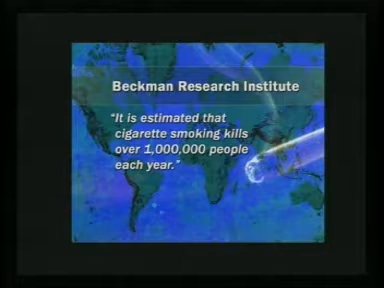 Beckman Research Institute
"It is estimated that
cigarette smoking kills
over 1,000,000 people
each year."